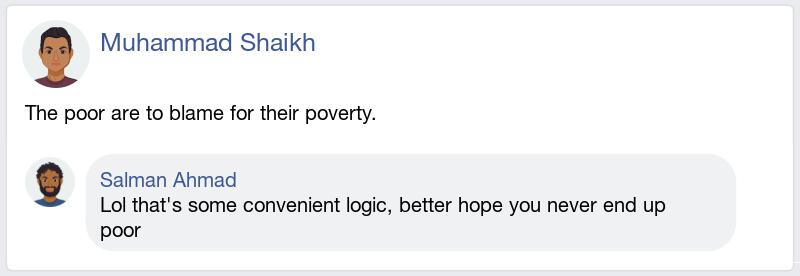 Muhammad Shaikh
The poor are to blame for their poverty.
Salman Ahmad
Lol that's some convenient logic, better hope you never end up
poor